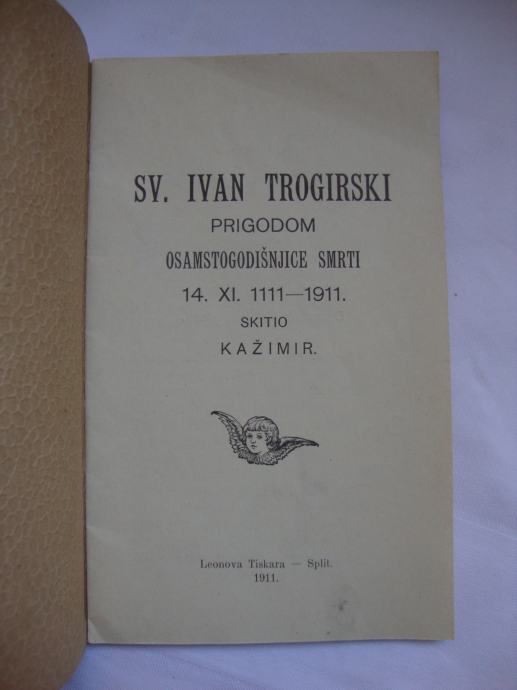 SV. IVAN TROGIRSKI
PRIGODOM
OSAMSTOGODIŠNJICE SMRTI
14. XI. 1111—1911.
SKITIO
KAŽIMIR.
Leonova Tiskara — Split.
1911.